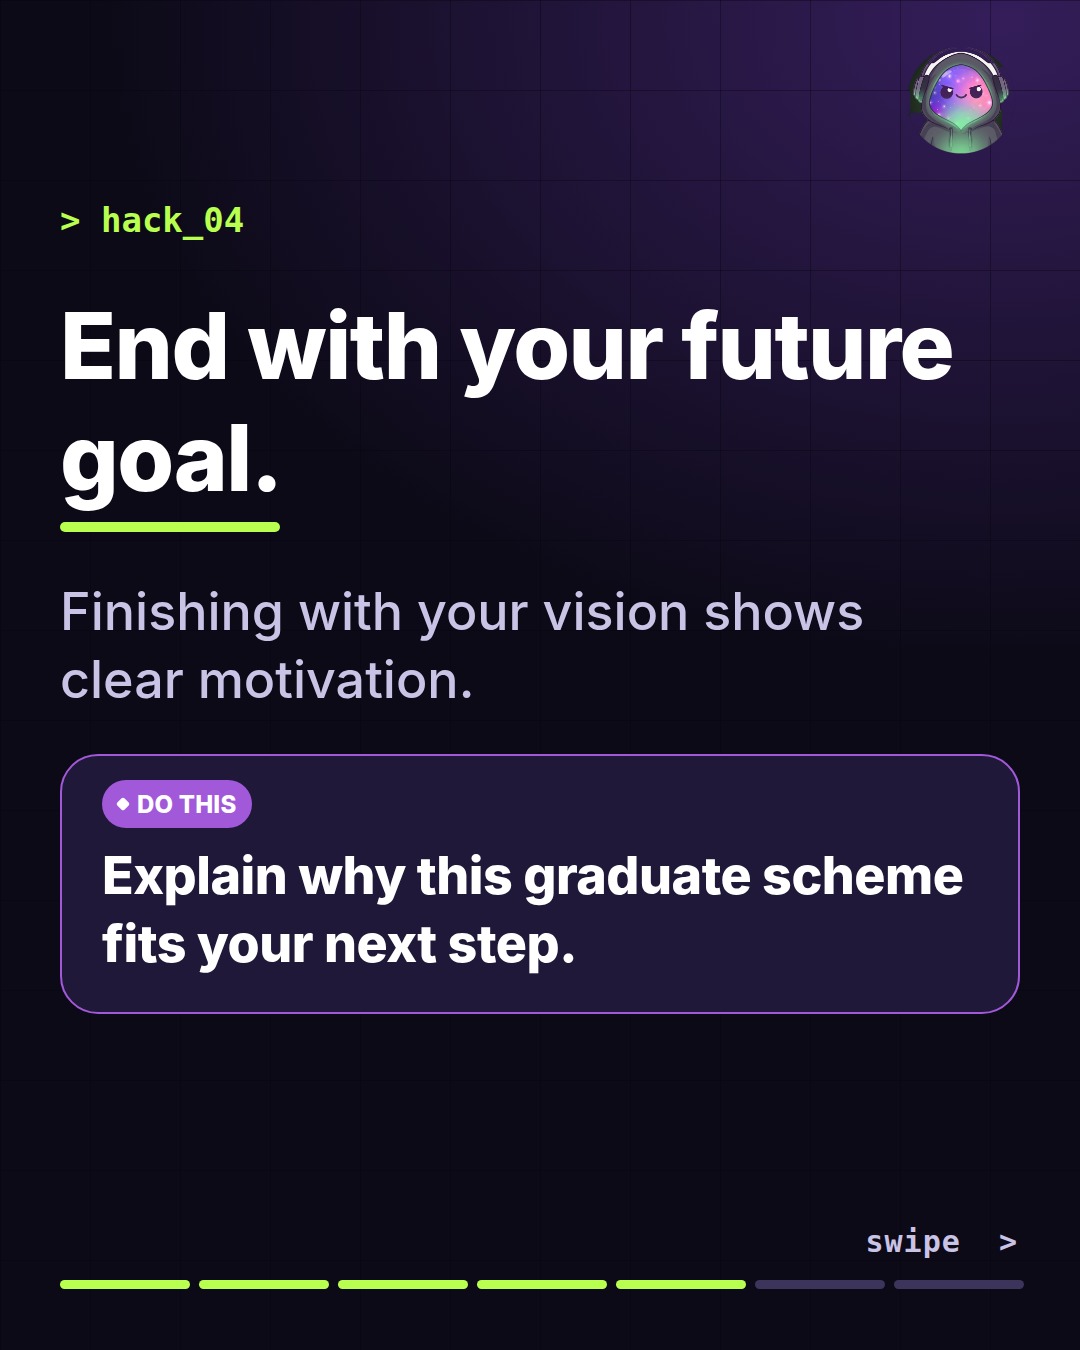 > hack_04
End with your future
goal.
Finishing with your vision shows
clear motivation.
DO THIS
Explain why this graduate scheme
fits your next step.
swipe >